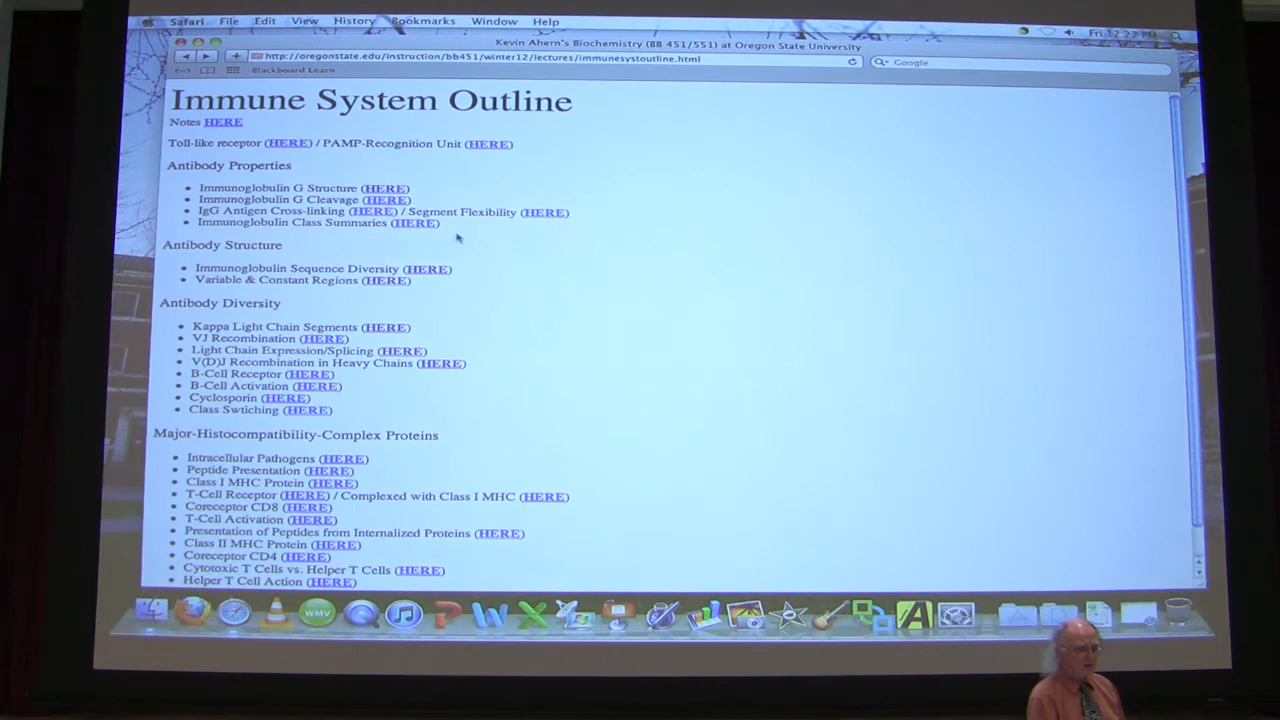 Safari File Edit View History Bookmarks Window Help Fri 12:27 PM
Kevin Ahern's Biochemistry (BB 451/551) at Oregon State University
http://oregonstate.edu/instruction/bb451/winter12/lectures/immunesystoutline.html Google
Blackboard Learn
Immune System Outline
Notes HERE
Toll-like receptor (HERE) / PAMP-Recognition Unit (HERE)
Antibody Properties
Immunoglobulin G Structure (HERE)
Immunoglobulin G Cleavage (HERE)
IgG Antigen Cross-linking (HERE) / Segment Flexibility (HERE)
Immunoglobulin Class Summaries (HERE)
Antibody Structure
Immunoglobulin Sequence Diversity (HERE)
Variable & Constant Regions (HERE)
Antibody Diversity
Kappa Light Chain Segments (HERE)
VJ Recombination (HERE)
Light Chain Expression/Splicing (HERE)
V(D)J Recombination in Heavy Chains (HERE)
B-Cell Receptor (HERE)
B-Cell Activation (HERE)
Cyclosporin (HERE)
Class Swtiching (HERE)
Major-Histocompatibility-Complex Proteins
Intracellular Pathogens (HERE)
Peptide Presentation (HERE)
Class I MHC Protein (HERE)
T-Cell Receptor (HERE) / Complexed with Class I MHC (HERE)
Coreceptor CD8 (HERE)
T-Cell Activation (HERE)
Presentation of Peptides from Internalized Proteins (HERE)
Class II MHC Protein (HERE)
Coreceptor CD4 (HERE)
Cytotoxic T Cells vs. Helper T Cells (HERE)
Helper T Cell Action (HERE)
WMV